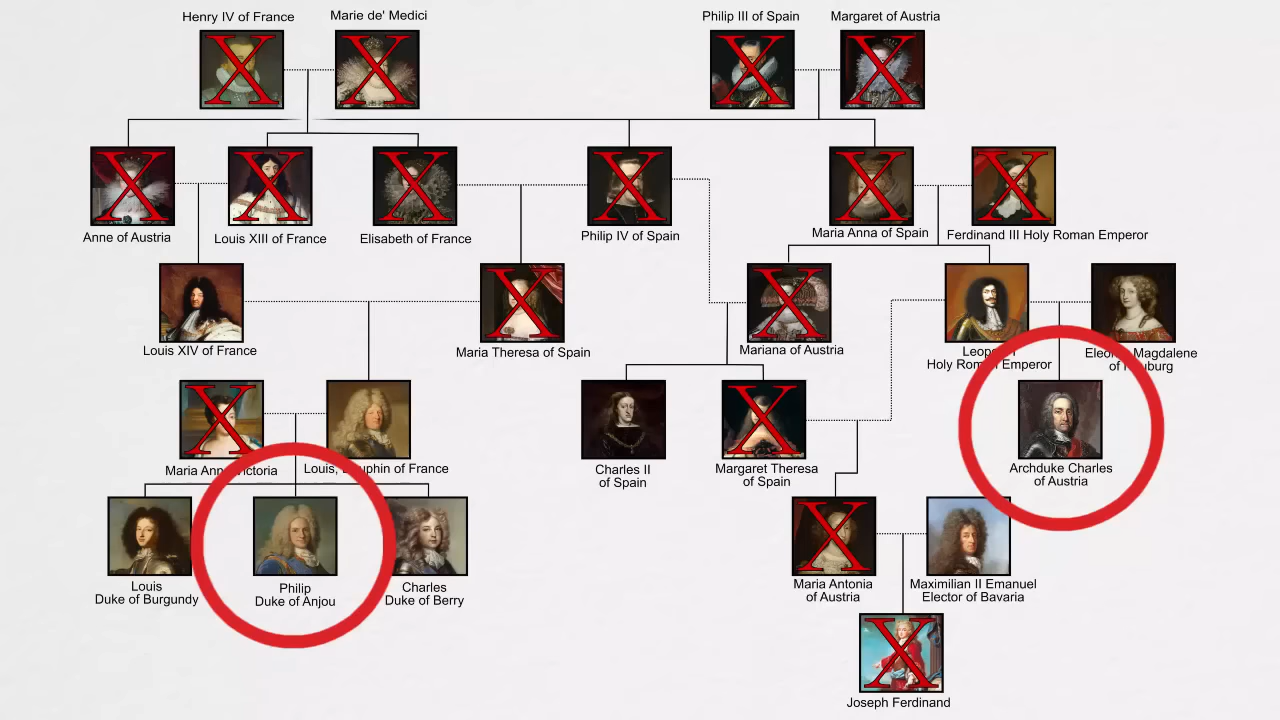 Henry IV of France
Marie de' Medici
Philip III of Spain
Margaret of Austria
Anne of Austria
Louis XIII of France
Elisabeth of France
Philip IV of Spain
Maria Anna of Spain
Ferdinand III Holy Roman Emperor
Louis XIV of France
Maria Theresa of Spain
Mariana of Austria
Holy Roman Emperor
Magdalene
of
Maria
Louis, Dauphin of France
Charles II
of Spain
Margaret Theresa
of Spain
Archduke Charles
of Austria
Louis
Duke of Burgundy
Philip
Duke of Anjou
Charles
Duke of Berry
Maria Antonia
of Austria
Maximilian II Emanuel
Elector of Bavaria
Joseph Ferdinand